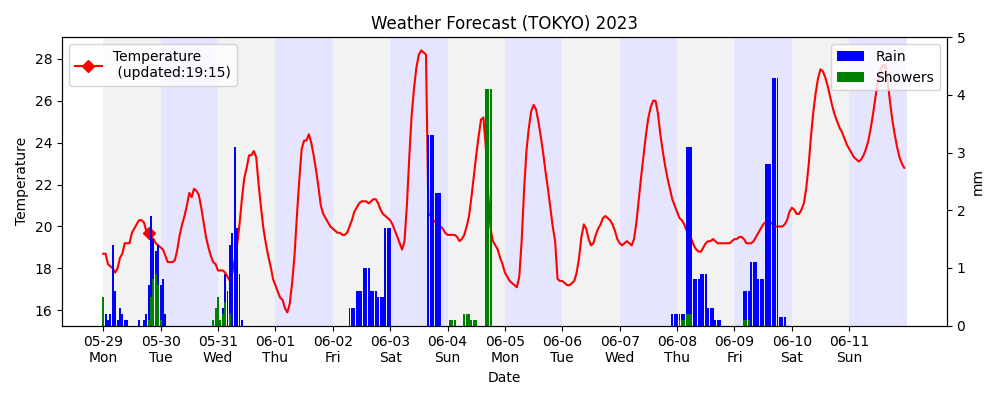 Weather Forecast (TOKYO) 2023
Temperature
(updated:19:15)
Rain
Showers
28
26
24
22
20
18
16
Temperature
5
4
3
2
1
0
mm
05-29 05-30 05-31 06-01 06-02 06-03 06-04 06-05 06-06 06-07 06-08 06-09 06-10 06-11
Mon Tue Wed Thu Fri Sat Sun Mon Tue Wed Thu Fri Sat Sun
Date